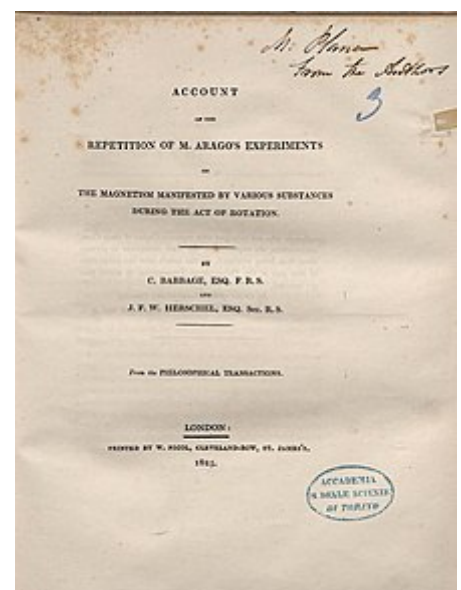 M. Plana
from the Authors
3
ACCOUNT
OF THE
REPETITION OF M. ARAGO'S EXPERIMENTS
ON
THE MAGNETISM MANIFESTED BY VARIOUS SUBSTANCES
DURING THE ACT OF ROTATION.
BY
C. BABBAGE, ESQ. F.R.S.
AND
J. F. W. HERSCHEL, ESQ. Sec. R.S.
From the PHILOSOPHICAL TRANSACTIONS.
LONDON:
PRINTED BY W. NICOL, CLEVELAND-ROW, ST. JAMES'S,
1825.
ACCADEMIA
DELLE SCIENZE
DI TORINO